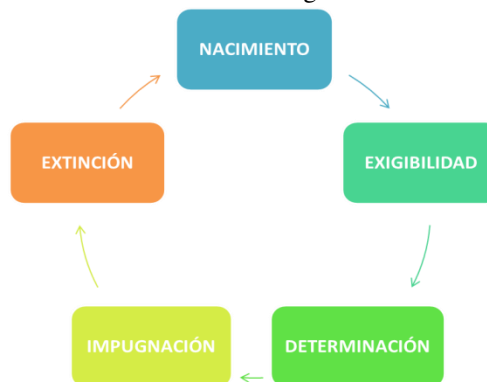 NACIMIENTO
EXIGIBILIDAD
DETERMINACIÓN
IMPUGNACIÓN
EXTINCIÓN